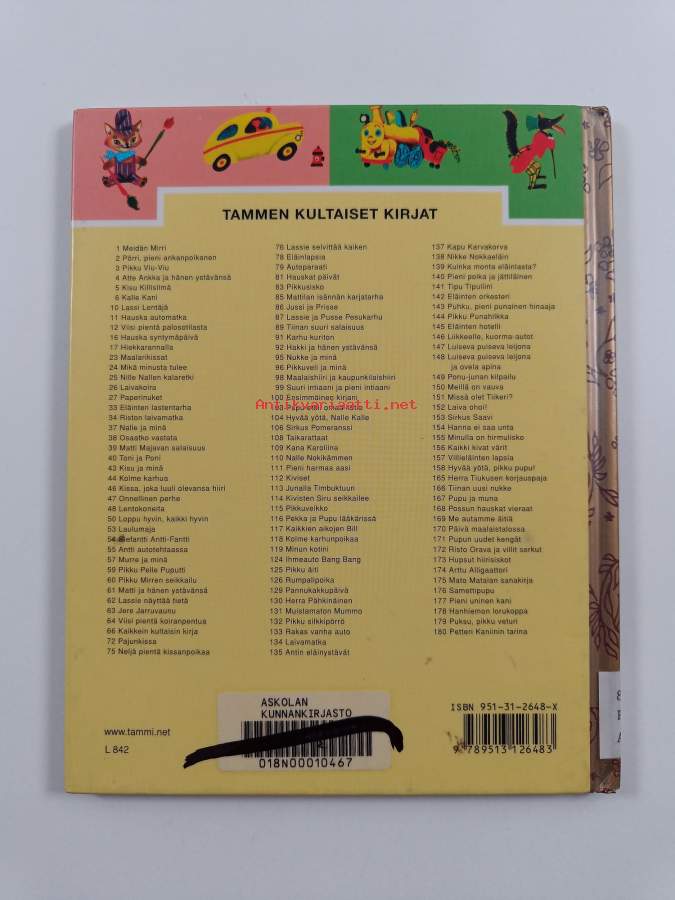 TAMMEN KULTAISET KIRJAT
1 Meidän Mirri
2 Pörri, pieni ankanpoikanen
3 Pikku Viu-Viu
4 Atte Ankka ja hänen ystävänsä
5 Kisu Killisilmä
6 Kalle Kani
10 Lassi Lentäjä
11 Hauska automatka
12 Viisi pientä palosotilasta
16 Hauska syntymäpäivä
17 Hiekkarannalla
23 Maalarikissat
24 Mikä minusta tulee
25 Nille Nallen kalaretki
26 Laivakoira
27 Paperinuket
33 Eläinten lastentarha
34 Riston laivamatka
37 Nalle ja minä
38 Osaatko vastata
39 Matti Majavan salaisuus
40 Toni ja Poni
43 Kisu ja minä
44 Kolme karhua
46 Kissa, joka luuli olevansa hiiri
47 Onnellinen perhe
48 Lentokoneita
50 Loppu hyvin, kaikki hyvin
53 Laulumaja
54 Elefantti Antti-Fantti
55 Antti autotehtaassa
57 Murre ja minä
59 Pikku Pelle Puputti
60 Pikku Mirren seikkailu
61 Matti ja hänen ystävänsä
62 Lassie näyttää tietä
63 Jere Jarruvaunu
64 Viisi pientä koiranpentua
66 Kaikkein kultaisin kirja
72 Pajunkissa
75 Neljä pientä kissanpoikaa
76 Lassie selvittää kaiken
78 Eläinlapsia
79 Autoparaati
81 Hauskat päivät
83 Pikkusisko
85 Mattilan isännän karjatarha
86 Jussi ja Prisse
87 Lassie ja Pusse Pesukarhu
89 Tiinan suuri salaisuus
91 Karhu kuriton
92 Hakki ja hänen ystävänsä
95 Nukke ja minä
96 Pikkuveli ja minä
98 Maalaishiiri ja kaupunkilaishiiri
99 Suuri intiaani ja pieni intiaani
100 Ensimmäinen kirjani
Antikvariaatti.net
104 Hyvää yötä, Nalle Kalle
106 Sirkus Pomeranssi
108 Taikarattaat
109 Kana Karoliina
110 Nalle Nokikämmen
111 Pieni harmaa aasi
112 Kiviset
113 Junalla Timbuktuun
114 Kivisten Siru seikkailee
115 Pikkuveikko
116 Pekka ja Pupu lääkärissä
117 Kaikkien aikojen Bill
118 Kolme karhunpoikaa
119 Minun kotini
124 Ihmeauto Bang Bang
125 Pikku äiti
126 Rumpalipoika
129 Pannukakkupäivä
130 Herra Pähkinäinen
131 Muistamaton Mummo
132 Pikku silkkipörrö
133 Rakas vanha auto
134 Laivamatka
135 Antin eläinystävät
137 Kapu Karvakorva
138 Nikke Nokkaeläin
139 Kuinka monta eläinlasta?
140 Pieni poika ja jättiläinen
141 Tipu Tipuliini
142 Eläinten orkesteri
143 Puhku, pieni punainen hinaaja
144 Pikku Punahilkka
145 Eläinten hotelli
146 Liikkeelle, kuorma-autot
147 Luiseva puiseva leijona
148 Luiseva puiseva leijona
ja ovela apina
149 Ponu-junan kilpailu
150 Meillä on vauva
151 Missä olet Tiikeri?
152 Laiva ohoi!
153 Sirkus Saavi
154 Hanna ei saa unta
155 Minulla on hirmulisko
156 Kaikki kivat värit
157 Villieläinten lapsia
158 Hyvää yötä, pikku pupu!
165 Herra Tiukusen korjauspaja
166 Tiinan uusi nukke
167 Pupu ja muna
168 Possun hauskat vieraat
169 Me autamme äitiä
170 Päivä maalaistalossa
171 Pupun uudet kengät
172 Risto Orava ja villit serkut
173 Hupsut hiirisiskot
174 Arttu Alligaattori
175 Mato Matalan sanakirja
176 Samettipupu
177 Pieni uninen kani
178 Hanhiemon lorukoppa
179 Puksu, pikku veturi
180 Petteri Kaniinin tarina
www.tammi.net
L 842
ASKOLAN
KUNNANKIRJASTO
018N00010467
ISBN 951-31-2648-X
9 789513 126483